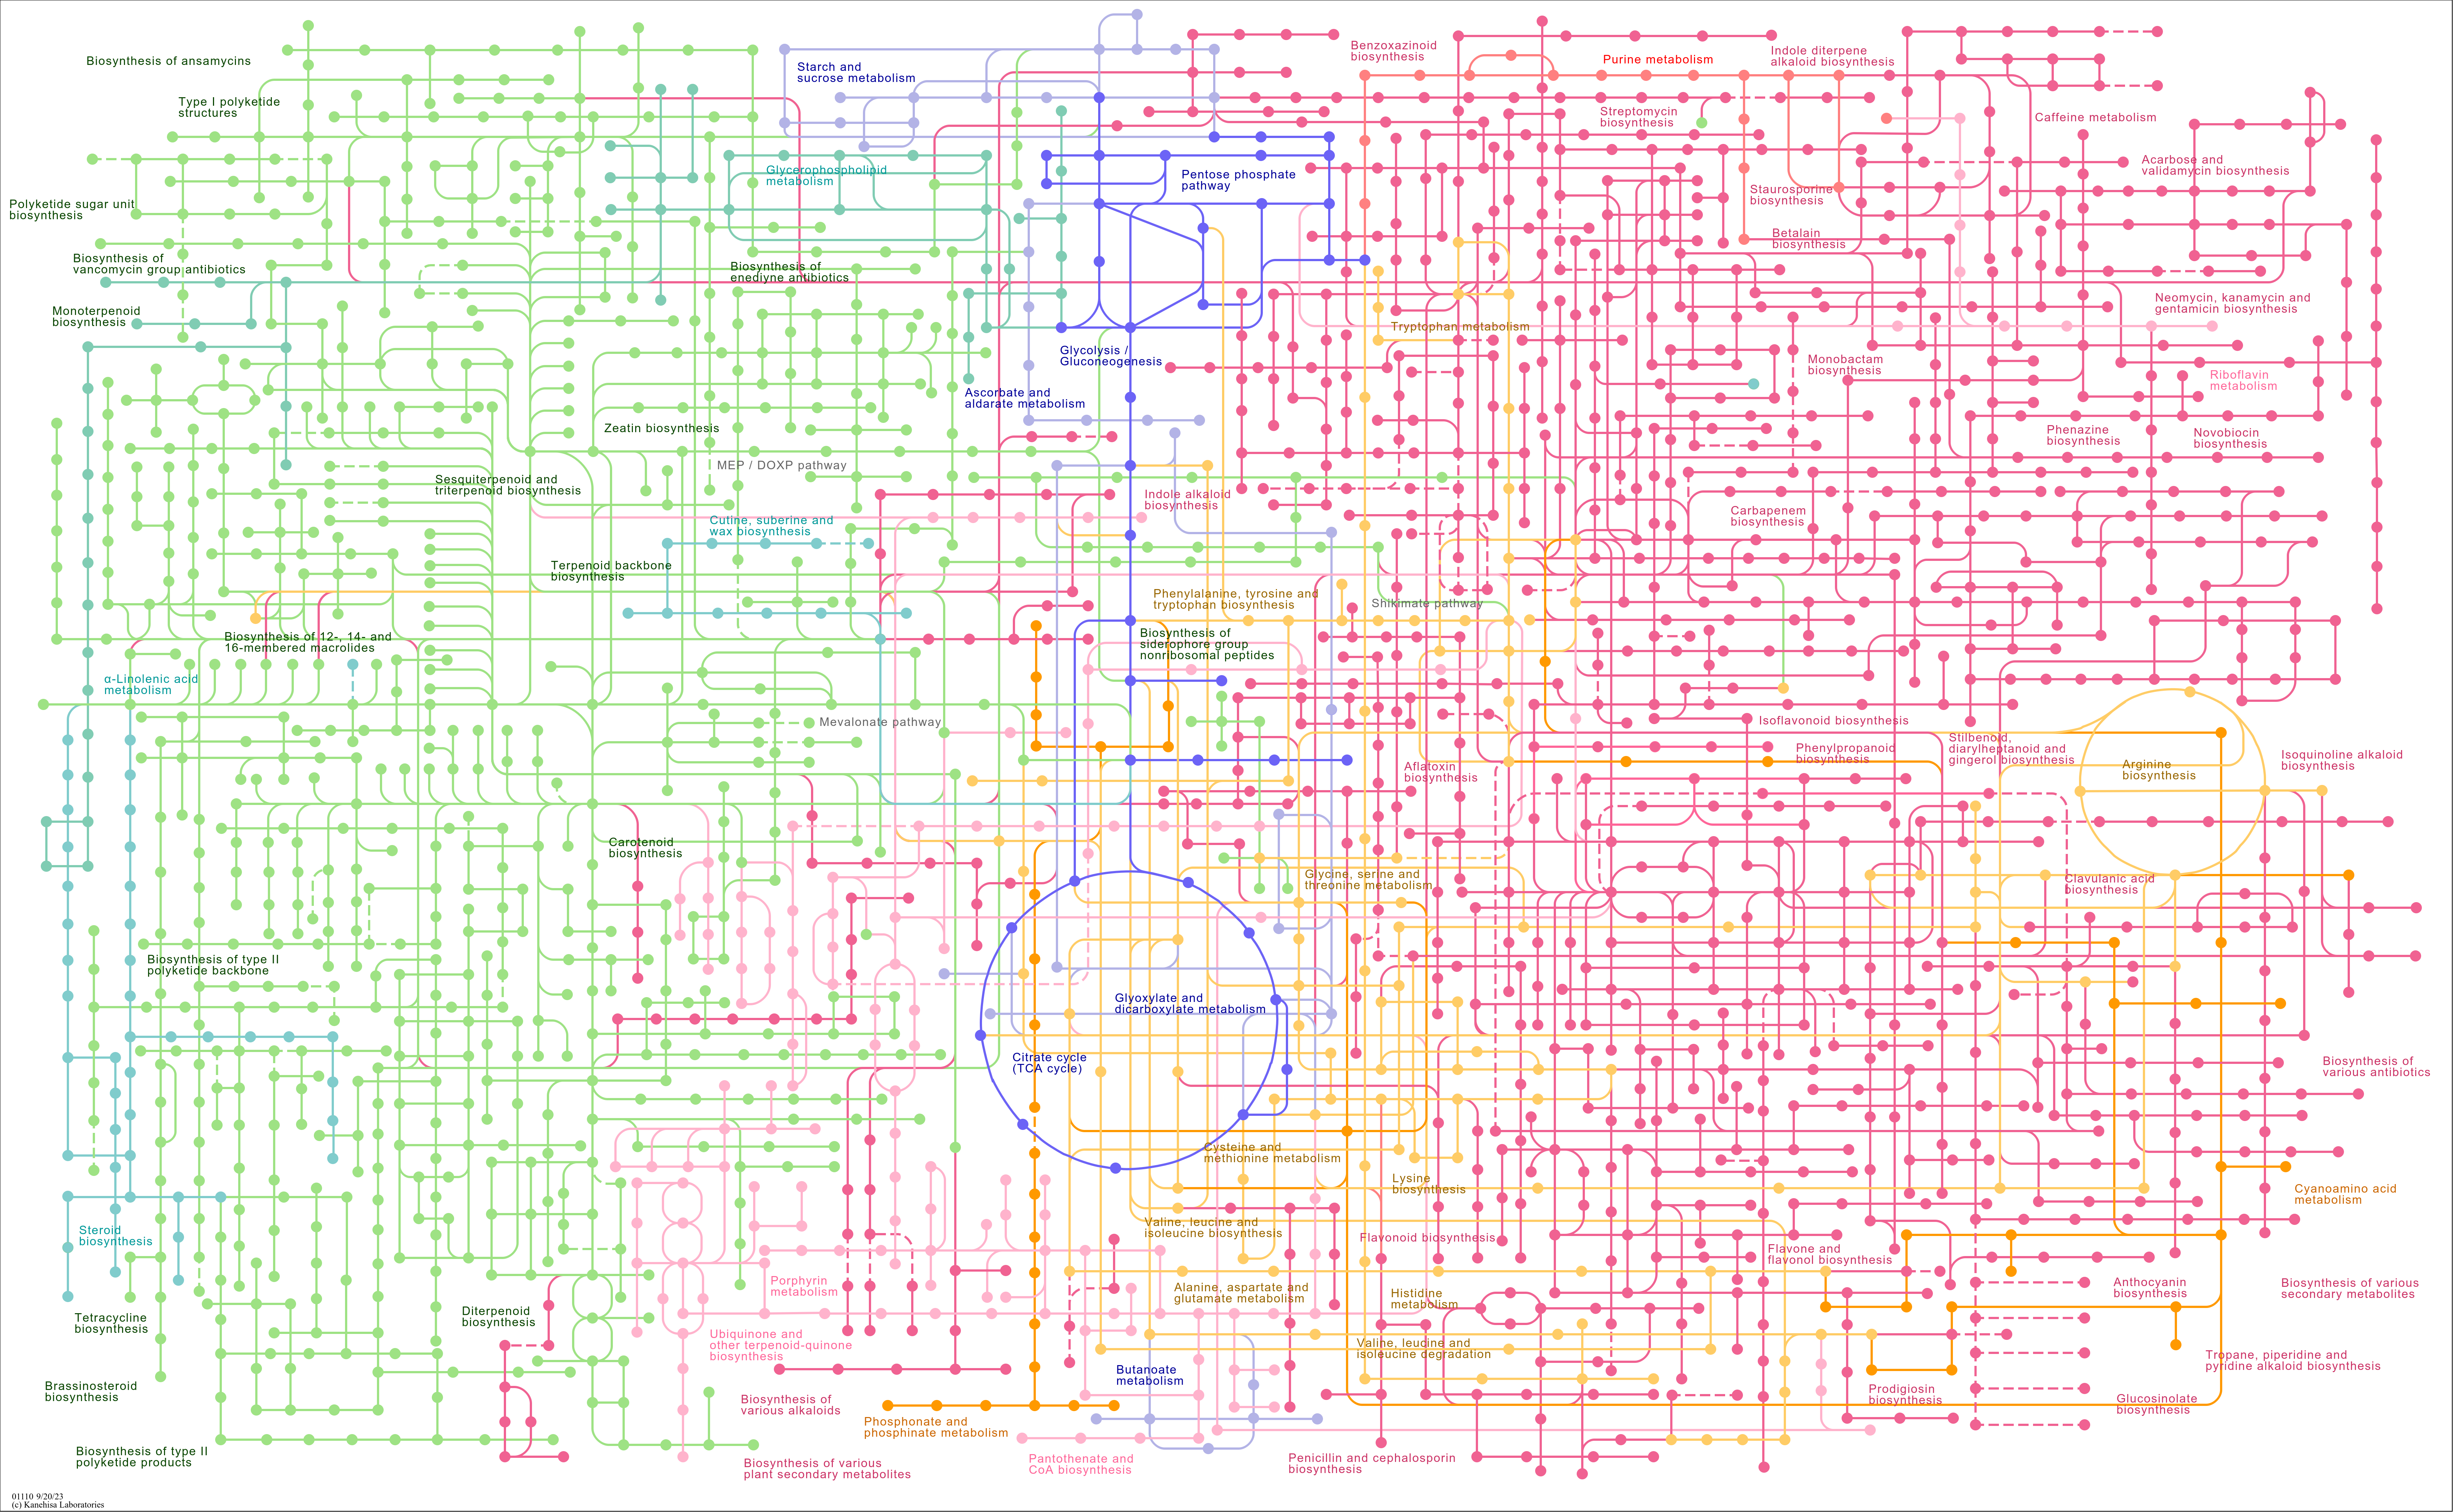 Biosynthesis of ansamycins
Type I polyketide
structures
Polyketide sugar unit
biosynthesis
Biosynthesis of
vancomycin group antibiotics
Monoterpenoid
biosynthesis
Starch and
sucrose metabolism
Glycerophospholipid
metabolism
Biosynthesis of
enediyne antibiotics
Pentose phosphate
pathway
Glycolysis /
Gluconeogenesis
Ascorbate and
aldarate metabolism
Zeatin biosynthesis
MEP / DOXP pathway
Sesquiterpenoid and
triterpenoid biosynthesis
Cutine, suberine and
wax biosynthesis
Terpenoid backbone
biosynthesis
Indole alkaloid
biosynthesis
Benzoxazinoid
biosynthesis
Purine metabolism
Indole diterpene
alkaloid biosynthesis
Streptomycin
biosynthesis
Caffeine metabolism
Acarbose and
validamycin biosynthesis
Staurosporine
biosynthesis
Betalain
biosynthesis
Neomycin, kanamycin and
gentamicin biosynthesis
Tryptophan metabolism
Monobactam
biosynthesis
Riboflavin
metabolism
Phenazine
biosynthesis
Novobiocin
biosynthesis
Carbapenem
biosynthesis
Phenylalanine, tyrosine and
tryptophan biosynthesis
Shikimate pathway
Biosynthesis of
siderophore group
nonribosomal peptides
Biosynthesis of 12-, 14- and
16-membered macrolides
α-Linolenic acid
metabolism
Mevalonate pathway
Isoflavonoid biosynthesis
Phenylpropanoid
biosynthesis
Stilbenoid,
diarylheptanoid and
gingerol biosynthesis
Arginine
biosynthesis
Isoquinoline alkaloid
biosynthesis
Aflatoxin
biosynthesis
Carotenoid
biosynthesis
Glycine, serine and
threonine metabolism
Clavulanic acid
biosynthesis
Biosynthesis of type II
polyketide backbone
Glyoxylate and
dicarboxylate metabolism
Citrate cycle
(TCA cycle)
Biosynthesis of
various antibiotics
Cysteine and
methionine metabolism
Lysine
biosynthesis
Cyanoamino acid
metabolism
Steroid
biosynthesis
Valine, leucine and
isoleucine biosynthesis
Flavonoid biosynthesis
Flavone and
flavonol biosynthesis
Porphyrin
metabolism
Alanine, aspartate and
glutamate metabolism
Histidine
metabolism
Anthocyanin
biosynthesis
Biosynthesis of various
secondary metabolites
Tetracycline
biosynthesis
Diterpenoid
biosynthesis
Ubiquinone and
other terpenoid-quinone
biosynthesis
Valine, leucine and
isoleucine degradation
Tropane, piperidine and
pyridine alkaloid biosynthesis
Butanoate
metabolism
Brassinosteroid
biosynthesis
Biosynthesis of
various alkaloids
Prodigiosin
biosynthesis
Glucosinolate
biosynthesis
Phosphonate and
phosphinate metabolism
Biosynthesis of type II
polyketide products
Biosynthesis of various
plant secondary metabolites
Pantothenate and
CoA biosynthesis
Penicillin and cephalosporin
biosynthesis
01110 9/20/23
(c) Kanehisa Laboratories